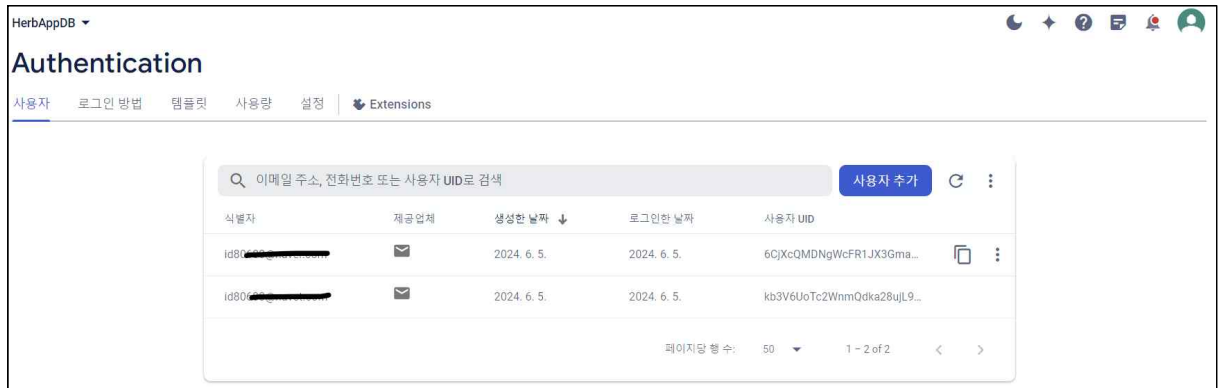 HerbAppDB
Authentication
사용자 로그인 방법 템플릿 사용량 설정 Extensions
이메일 주소, 전화번호 또는 사용자 UID로 검색 사용자 추가
식별자 제공업체 생성한 날짜 로그인한 날짜 사용자 UID
id80 2024. 6. 5. 2024. 6. 5. 6CjXcQMDNgWcFR1JX3Gma...
id80 2024. 6. 5. 2024. 6. 5. kb3V6UoTc2WnmQdka28ujL9...
페이지당 행 수: 50 1 – 2 of 2